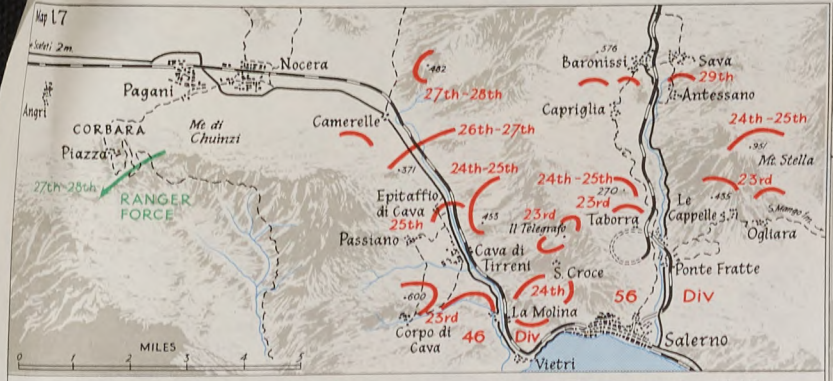 Map 17
Scafati 2m.
Nocera
Pagani
Angri
CORBARA
Piazza
Mt. di
Chuinzi
Camerelle
27th-28th
RANGER
FORCE
.482
27th-28th
26th-27th
.371
24th-25th
Epitaffio
di Cava
25th
.455
Passiano
Cava di
Tirreni
.600
23rd
Corpo di
Cava
46
Div
24th
La Molina
Vietri
S. Croce
23rd
Il Telegrafo
.576
Baronissi
Sava
29th
Antessano
Capriglia
24th-25th
.951
Mt. Stella
24th-25th
270.
23rd
Taborra
23rd
.435
Le
Cappelle
Ogliara
Ponte Fratte
56
Div
Salerno
MILES
0 1 2 3 4 5